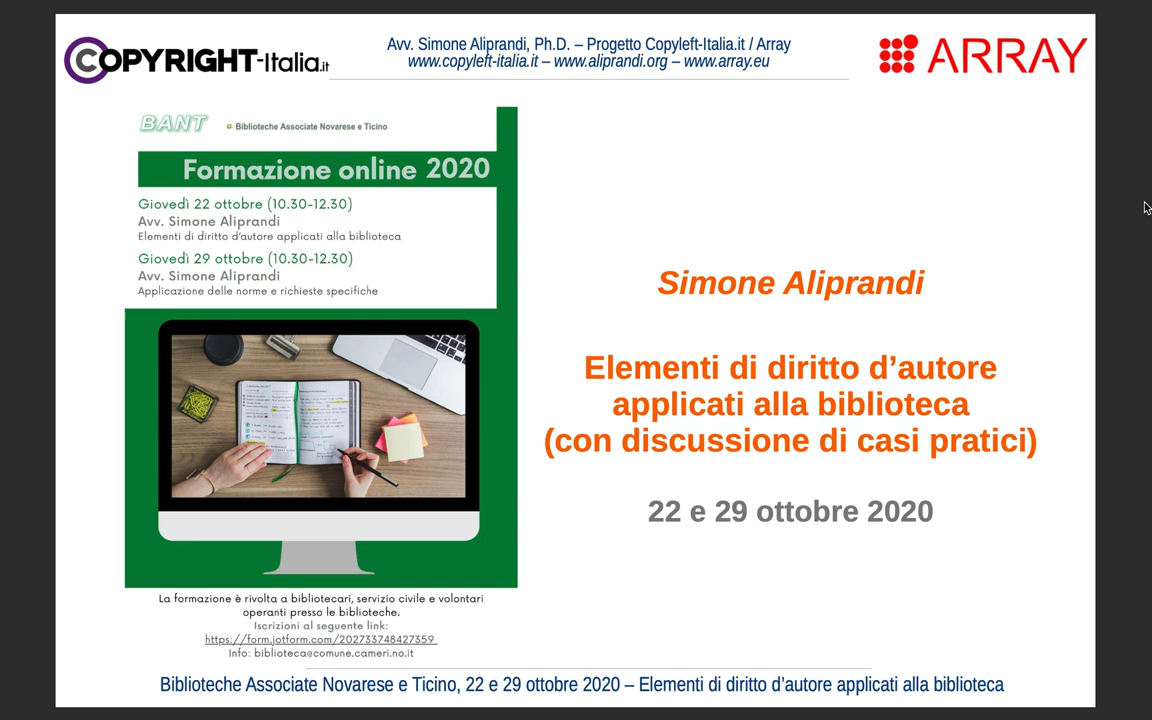 COPYRIGHT-Italia.it
Avv. Simone Aliprandi, Ph.D. – Progetto Copyleft-Italia.it / Array
www.copyleft-italia.it – www.aliprandi.org – www.array.eu
ARRAY
BANT
Biblioteche Associate Novarese e Ticino
Formazione online 2020
Giovedì 22 ottobre (10.30-12.30)
Avv. Simone Aliprandi
Elementi di diritto d'autore applicati alla biblioteca
Giovedì 29 ottobre (10.30-12.30)
Avv. Simone Aliprandi
Applicazione delle norme e richieste specifiche
La formazione è rivolta a bibliotecari, servizio civile e volontari
operanti presso le biblioteche.
Iscrizioni al seguente link:
https://form.jotform.com/202733748427359
Info: biblioteca@comune.cameri.no.it
Simone Aliprandi
Elementi di diritto d’autore
applicati alla biblioteca
(con discussione di casi pratici)
22 e 29 ottobre 2020
Biblioteche Associate Novarese e Ticino, 22 e 29 ottobre 2020 – Elementi di diritto d’autore applicati alla biblioteca